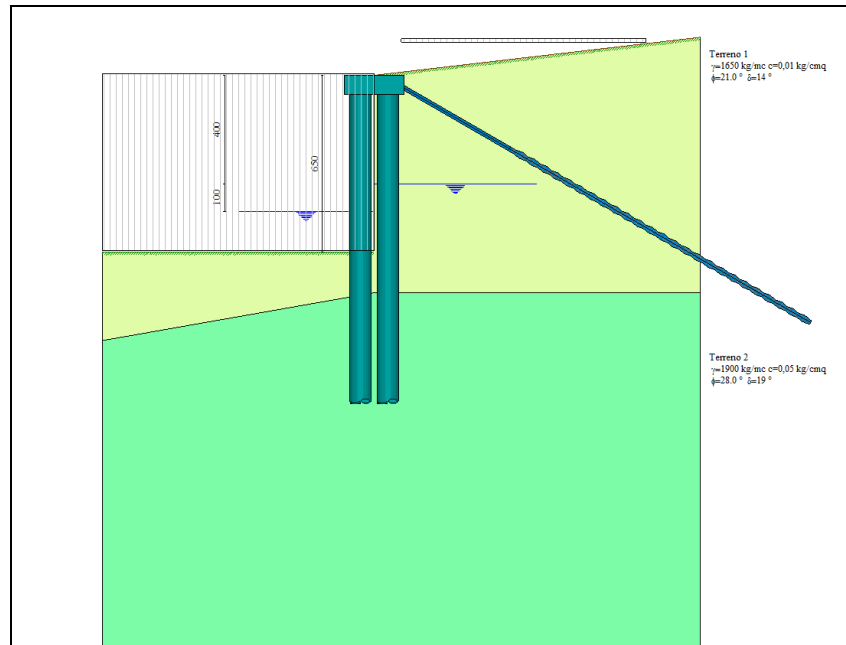 Terreno 1
γ=1650 kg/mc c=0,01 kg/cmq
ϕ=21.0 ° δ=14 °
400
650
100
Terreno 2
γ=1900 kg/mc c=0,05 kg/cmq
ϕ=28.0 ° δ=19 °